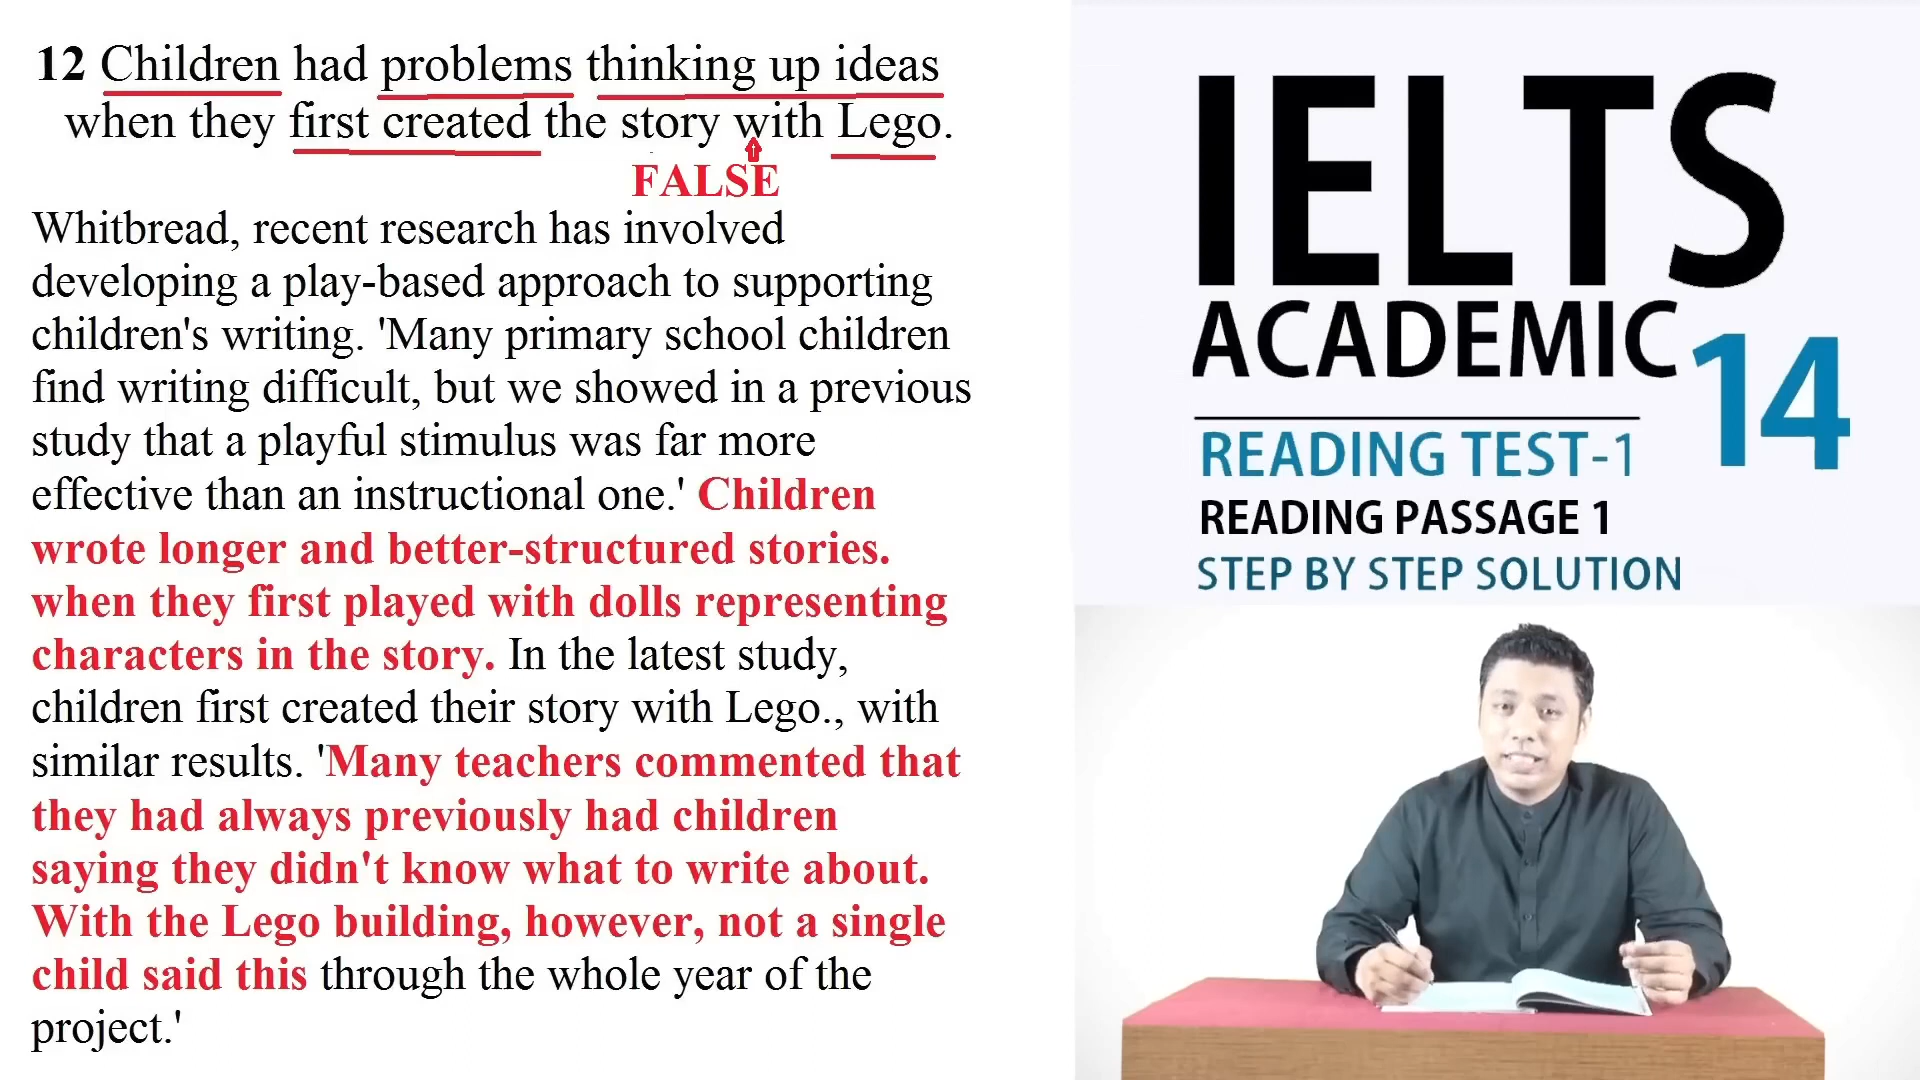 12 Children had problems thinking up ideas
when they first created the story with Lego.
FALSE
Whitbread, recent research has involved
developing a play-based approach to supporting
children's writing. 'Many primary school children
find writing difficult, but we showed in a previous
study that a playful stimulus was far more
effective than an instructional one.' Children
wrote longer and better-structured stories.
when they first played with dolls representing
characters in the story. In the latest study,
children first created their story with Lego., with
similar results. 'Many teachers commented that
they had always previously had children
saying they didn't know what to write about.
With the Lego building, however, not a single
child said this through the whole year of the
project.'
IELTS
ACADEMIC 14
READING TEST-1
READING PASSAGE 1
STEP BY STEP SOLUTION